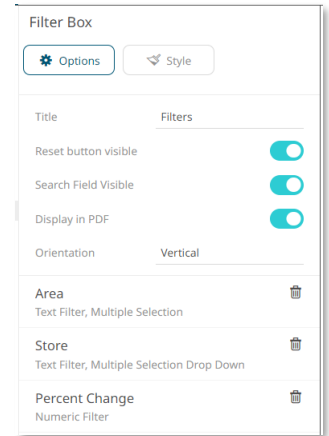 Filter Box
Options Style
Title Filters
Reset button visible
Search Field Visible
Display in PDF
Orientation Vertical
Area
Text Filter, Multiple Selection
Store
Text Filter, Multiple Selection Drop Down
Percent Change
Numeric Filter